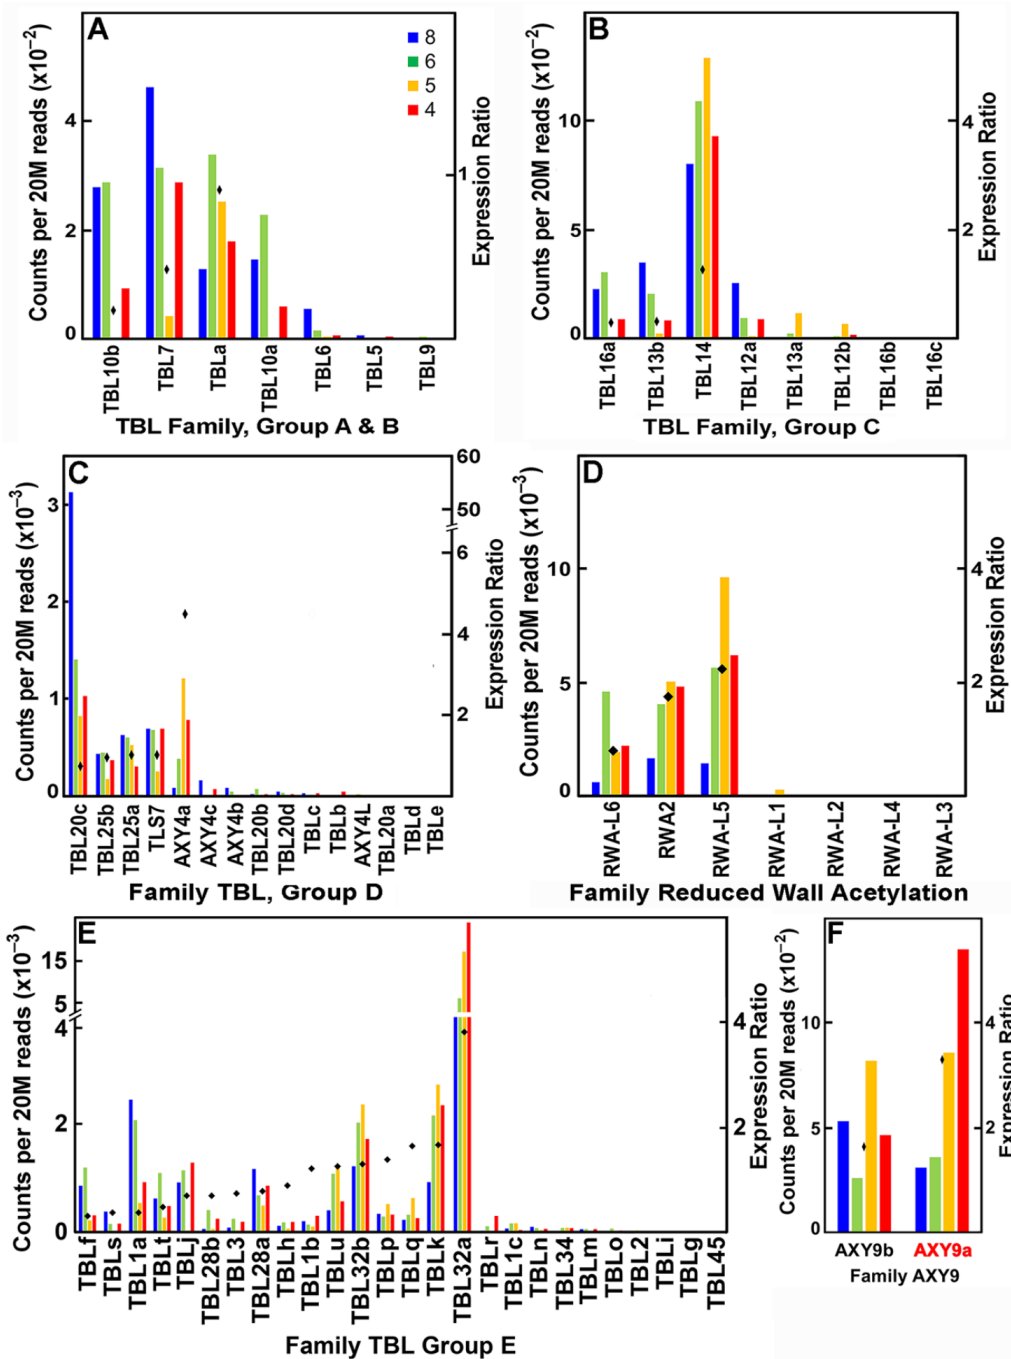 A
8
6
5
4
Counts per 20M reads (x10⁻²)
4
2
0
1
Expression Ratio
TBL10b
TBL7
TBLa
TBL10a
TBL6
TBL5
TBL9
TBL Family, Group A & B
B
Counts per 20M reads (x10⁻²)
10
5
0
4
2
Expression Ratio
TBL16a
TBL13b
TBL14
TBL12a
TBL13a
TBL12b
TBL16b
TBL16c
TBL Family, Group C
C
Counts per 20M reads (x10⁻³)
3
2
1
0
60
50
6
4
2
Expression Ratio
TBL20c
TBL25b
TBL25a
TLS7
AXY4a
AXY4c
AXY4b
TBL20b
TBL20d
TBLc
TBLb
AXY4L
TBL20a
TBLd
TBLe
Family TBL, Group D
D
Counts per 20M reads (x10⁻³)
10
5
0
4
2
Expression Ratio
RWA-L6
RWA2
RWA-L5
RWA-L1
RWA-L2
RWA-L4
RWA-L3
Family Reduced Wall Acetylation
E
Counts per 20M reads (x10⁻³)
15
5
4
2
0
4
2
Expression Ratio
TBLf
TBLs
TBL1a
TBLt
TBLj
TBL28b
TBL3
TBL28a
TBLh
TBL1b
TBLu
TBL32b
TBLp
TBLq
TBLk
TBL32a
TBLr
TBL1c
TBLn
TBL34
TBLm
TBLo
TBL2
TBLi
TBLg
TBL45
Family TBL Group E
F
Counts per 20M reads (x10⁻²)
10
5
0
4
2
Expression Ratio
AXY9b
AXY9a
Family AXY9